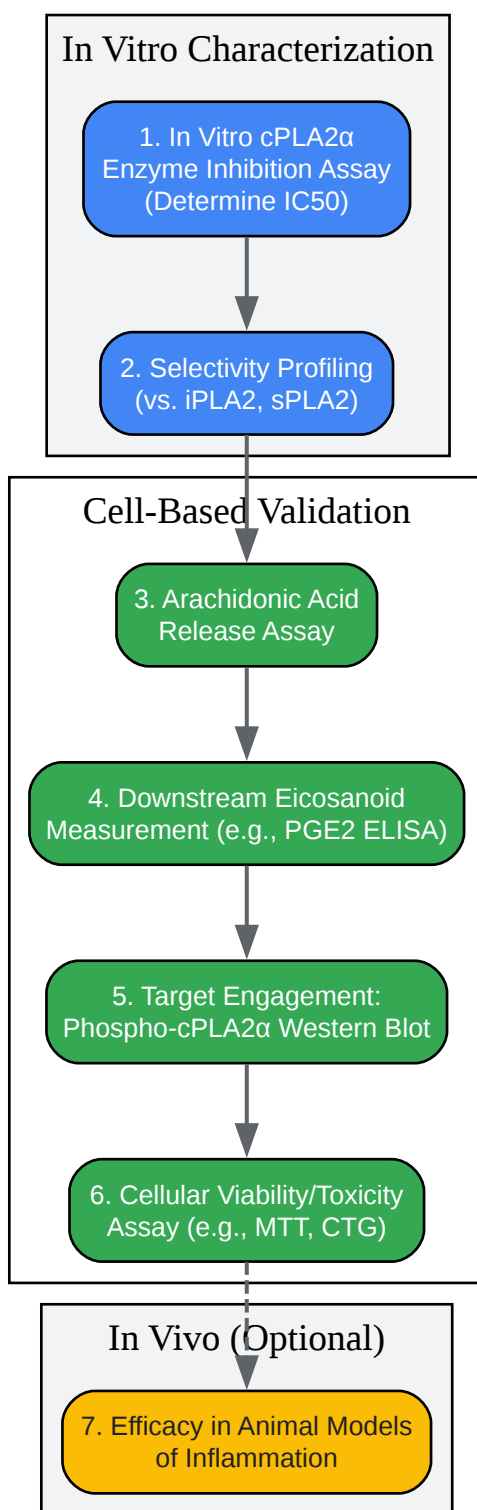 In Vitro Characterization
1. In Vitro cPLA2α
Enzyme Inhibition Assay
(Determine IC50)
2. Selectivity Profiling
(vs. iPLA2, sPLA2)
Cell-Based Validation
3. Arachidonic Acid
Release Assay
4. Downstream Eicosanoid
Measurement (e.g., PGE2 ELISA)
5. Target Engagement:
Phospho-cPLA2α Western Blot
6. Cellular Viability/Toxicity
Assay (e.g., MTT, CTG)
In Vivo (Optional)
7. Efficacy in Animal Models
of Inflammation